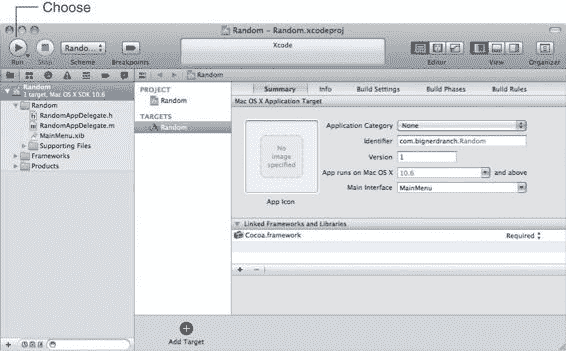 Choose
Random - Random.xcodeproj
Xcode
Run
Stop
Rando...
Scheme
Breakpoints
Editor
View
Organizer
Random
Random
1 target, Mac OS X SDK 10.6
Random
RandomAppDelegate.h
RandomAppDelegate.m
MainMenu.xib
Supporting Files
Frameworks
Products
PROJECT
Random
TARGETS
Random
Summary
Info
Build Settings
Build Phases
Build Rules
Mac OS X Application Target
No
image
specified
App Icon
Application Category
None
Identifier
com.bignerdranch.Random
Version
1
App runs on Mac OS X
10.6
and above
Main Interface
MainMenu
Linked Frameworks and Libraries
Cocoa.framework
Required
Add Target